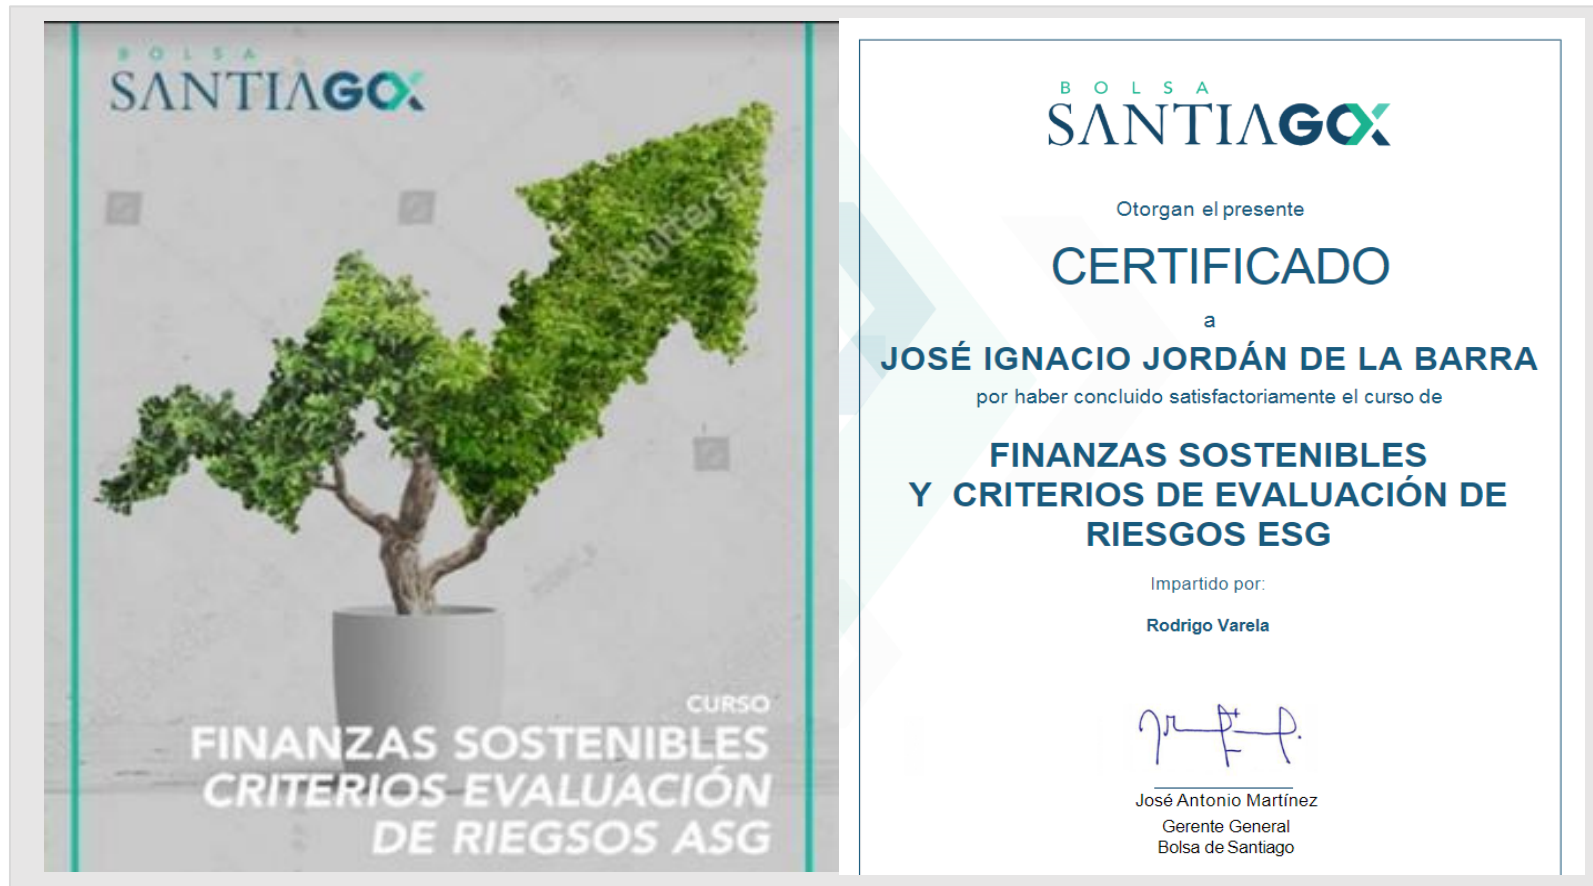 BOLSA
SANTIAGO
CURSO
FINANZAS SOSTENIBLES
CRITERIOS EVALUACIÓN
DE RIEGSOS ASG
BOLSA
SANTIAGO
Otorgan el presente
CERTIFICADO
a
JOSÉ IGNACIO JORDÁN DE LA BARRA
por haber concluido satisfactoriamente el curso de
FINANZAS SOSTENIBLES
Y CRITERIOS DE EVALUACIÓN DE
RIESGOS ESG
Impartido por:
Rodrigo Varela
José Antonio Martínez
Gerente General
Bolsa de Santiago